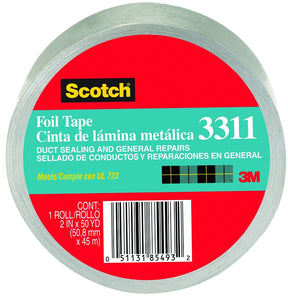 Scotch
Foil Tape
Cinta de lámina metálica 3311
DUCT SEALING AND GENERAL REPAIRS
SELLADO DE CONDUCTOS Y REPARACIONES EN GENERAL
Meets/Cumple con UL 723
3M
CONT:
1 ROLL/ROLLO
2 IN x 50 YD
(50,8 mm
x 45 m)
0 51131 85493 2